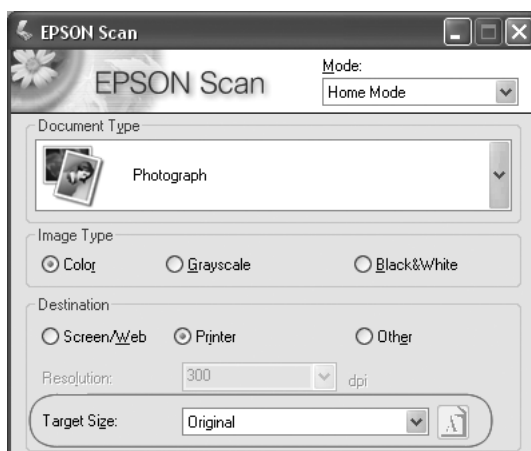 EPSON Scan
EPSON Scan
Mode:
Home Mode
Document Type
Photograph
Image Type
Color Grayscale Black&White
Destination
Screen/Web Printer Other
Resolution: 300 dpi
Target Size: Original
A